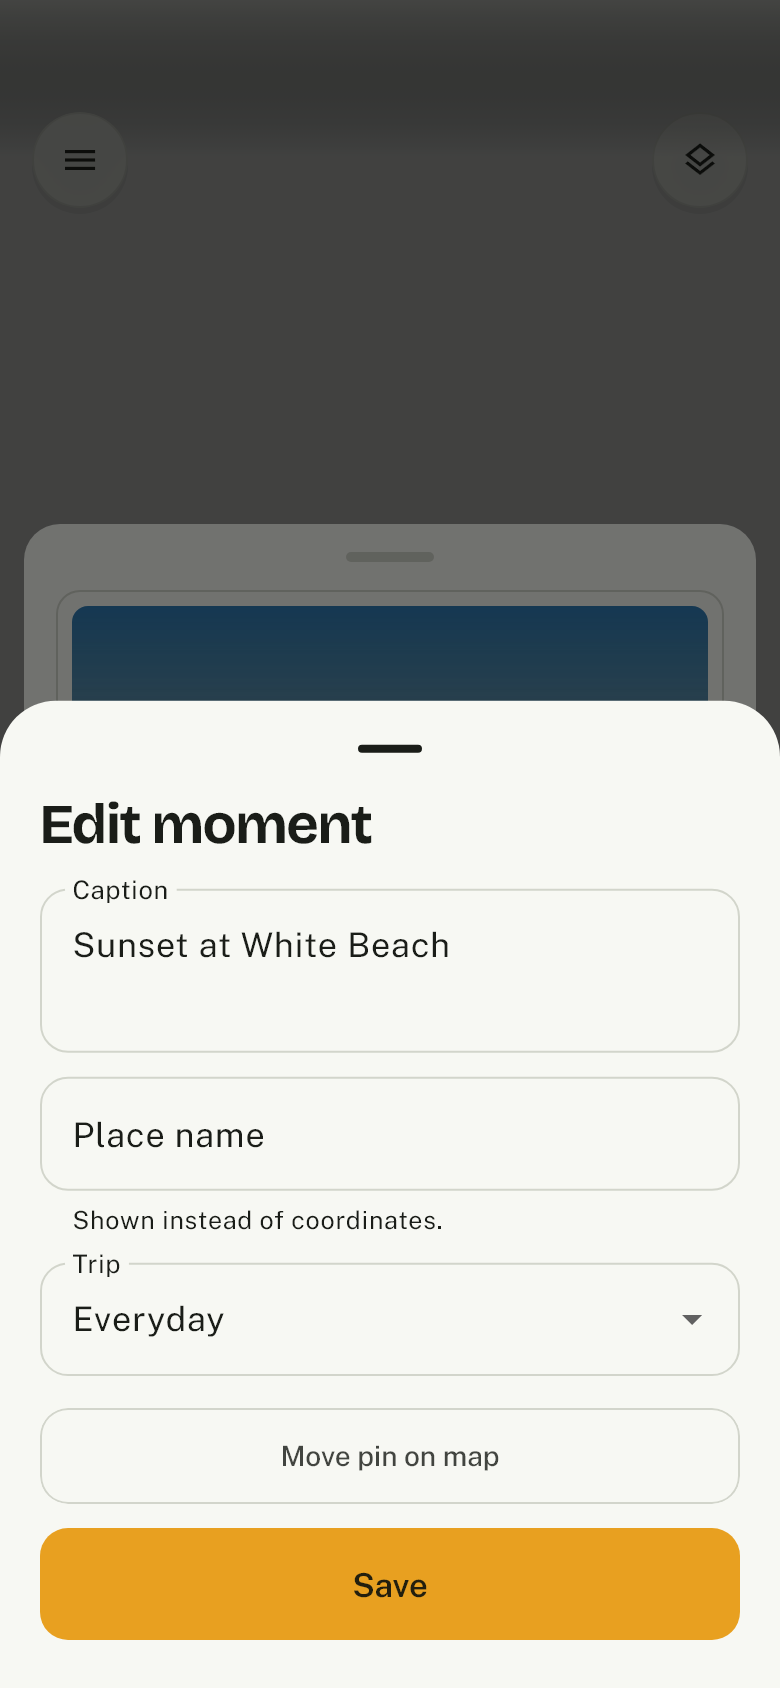 Edit moment
Caption
Sunset at White Beach
Place name
Shown instead of coordinates.
Trip
Everyday
Move pin on map
Save